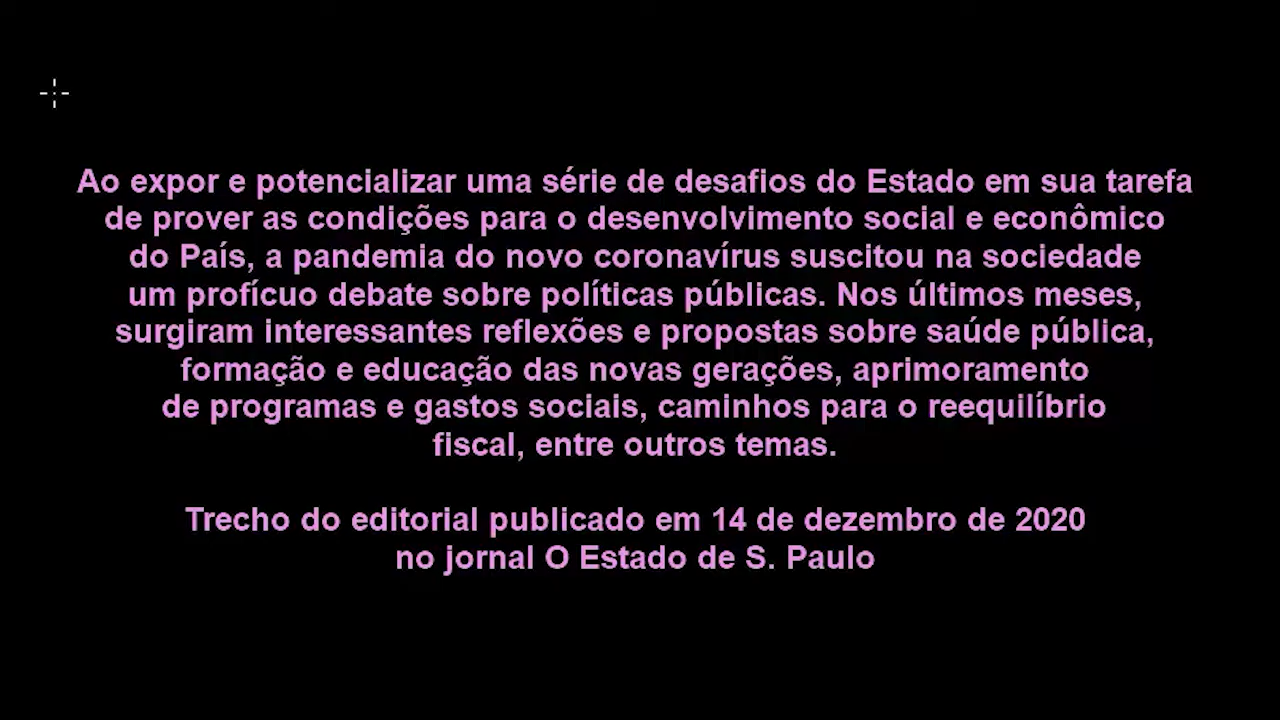 Ao expor e potencializar uma série de desafios do Estado em sua tarefa
de prover as condições para o desenvolvimento social e econômico
do País, a pandemia do novo coronavírus suscitou na sociedade
um profícuo debate sobre políticas públicas. Nos últimos meses,
surgiram interessantes reflexões e propostas sobre saúde pública,
formação e educação das novas gerações, aprimoramento
de programas e gastos sociais, caminhos para o reequilíbrio
fiscal, entre outros temas.
Trecho do editorial publicado em 14 de dezembro de 2020
no jornal O Estado de S. Paulo